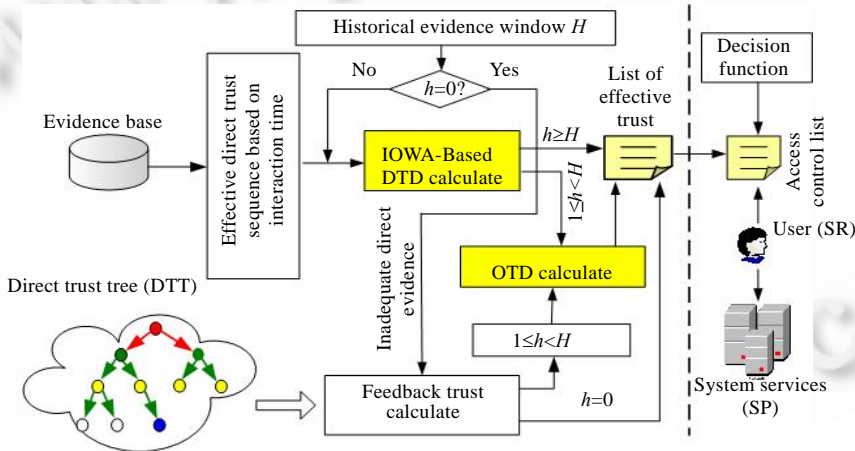 Historical evidence window H
No
Yes
h=0?
Evidence base
Effective direct trust
sequence based on
interaction time
IOWA-Based
DTD calculate
h≥H
1≤h<H
List of
effective
trust
Decision
function
Access
control list
User (SR)
System services
(SP)
OTD calculate
Inadequate direct
evidence
1≤h<H
Direct trust tree (DTT)
Feedback trust
calculate
h=0